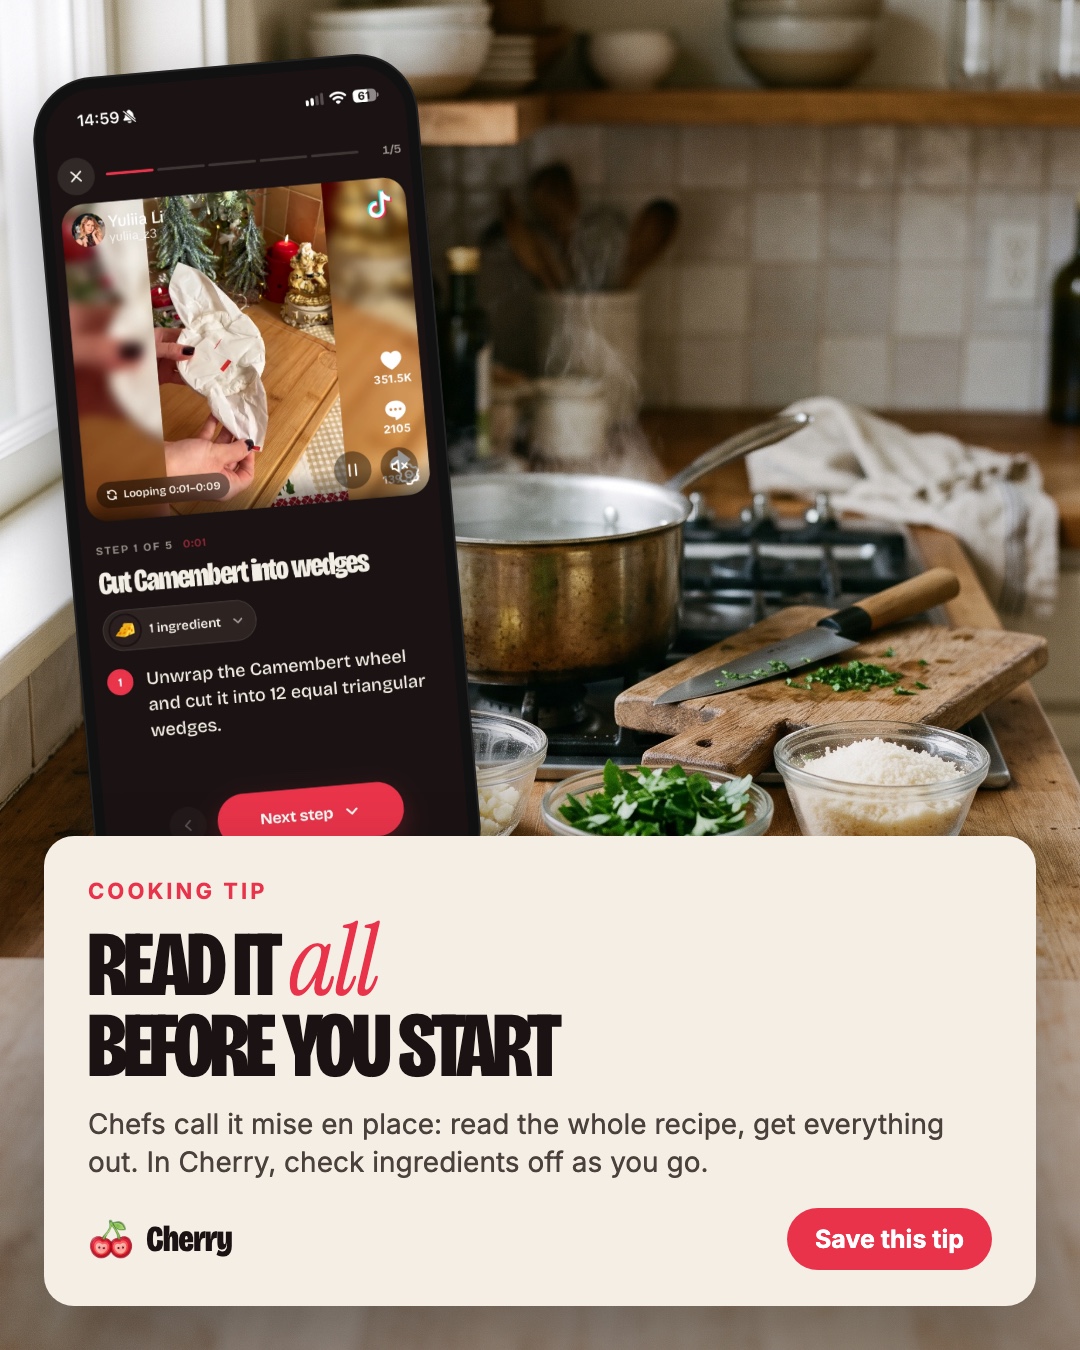 14:59
61
1/5
Yuliia Li
yuliia_z3
351.5K
2105
Looping 0:01–0:09
STEP 1 OF 5 0:01
Cut Camembert into wedges
1 ingredient
1
Unwrap the Camembert wheel
and cut it into 12 equal triangular
wedges.
Next step
COOKING TIP
READ IT all
BEFORE YOU START
Chefs call it mise en place: read the whole recipe, get everything
out. In Cherry, check ingredients off as you go.
Cherry
Save this tip